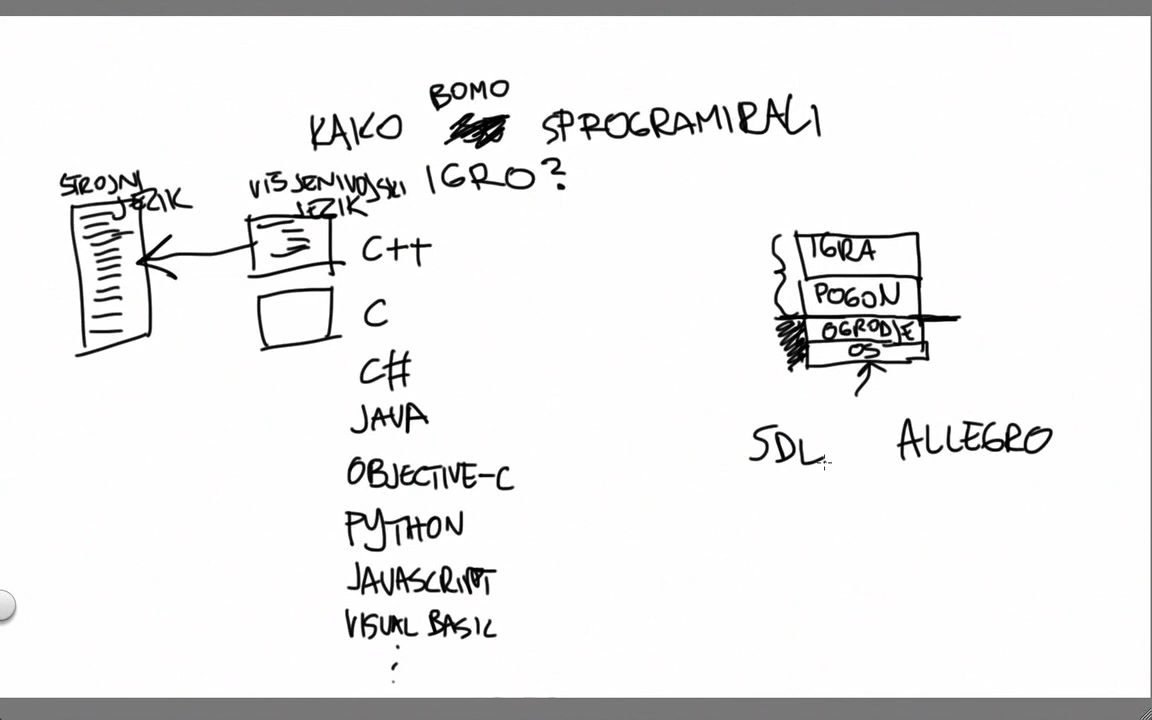 KAKO BOMO SPROGRAMIRALI
IGRO?
STROJNI
JEZIK
VIŠJENIVOJSKI
JEZIK
C++
C
C#
JAVA
OBJECTIVE-C
PYTHON
JAVASCRIPT
VISUAL BASIC
IGRA
POGON
OGRODJE
OS
SDL
ALLEGRO